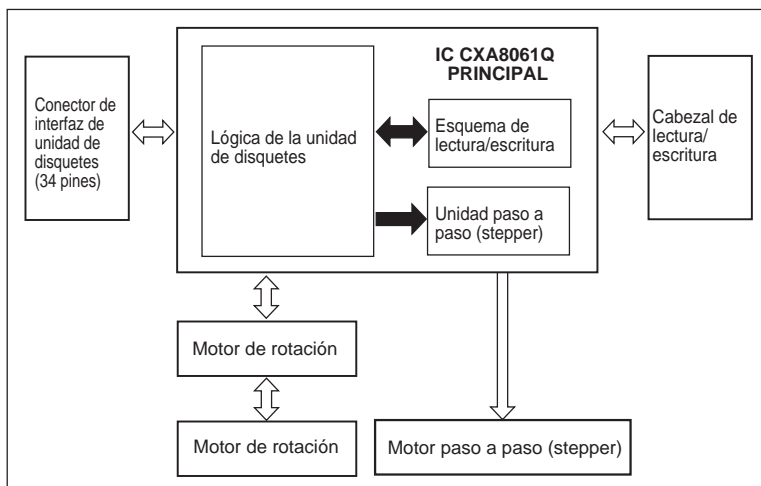 IC CXA8061Q
PRINCIPAL
Conector de
interfaz de
unidad de
disquetes
(34 pines)
Lógica de la unidad
de disquetes
Esquema de
lectura/escritura
Unidad paso a
paso (stepper)
Cabezal de
lectura/
escritura
Motor de rotación
Motor de rotación
Motor paso a paso (stepper)